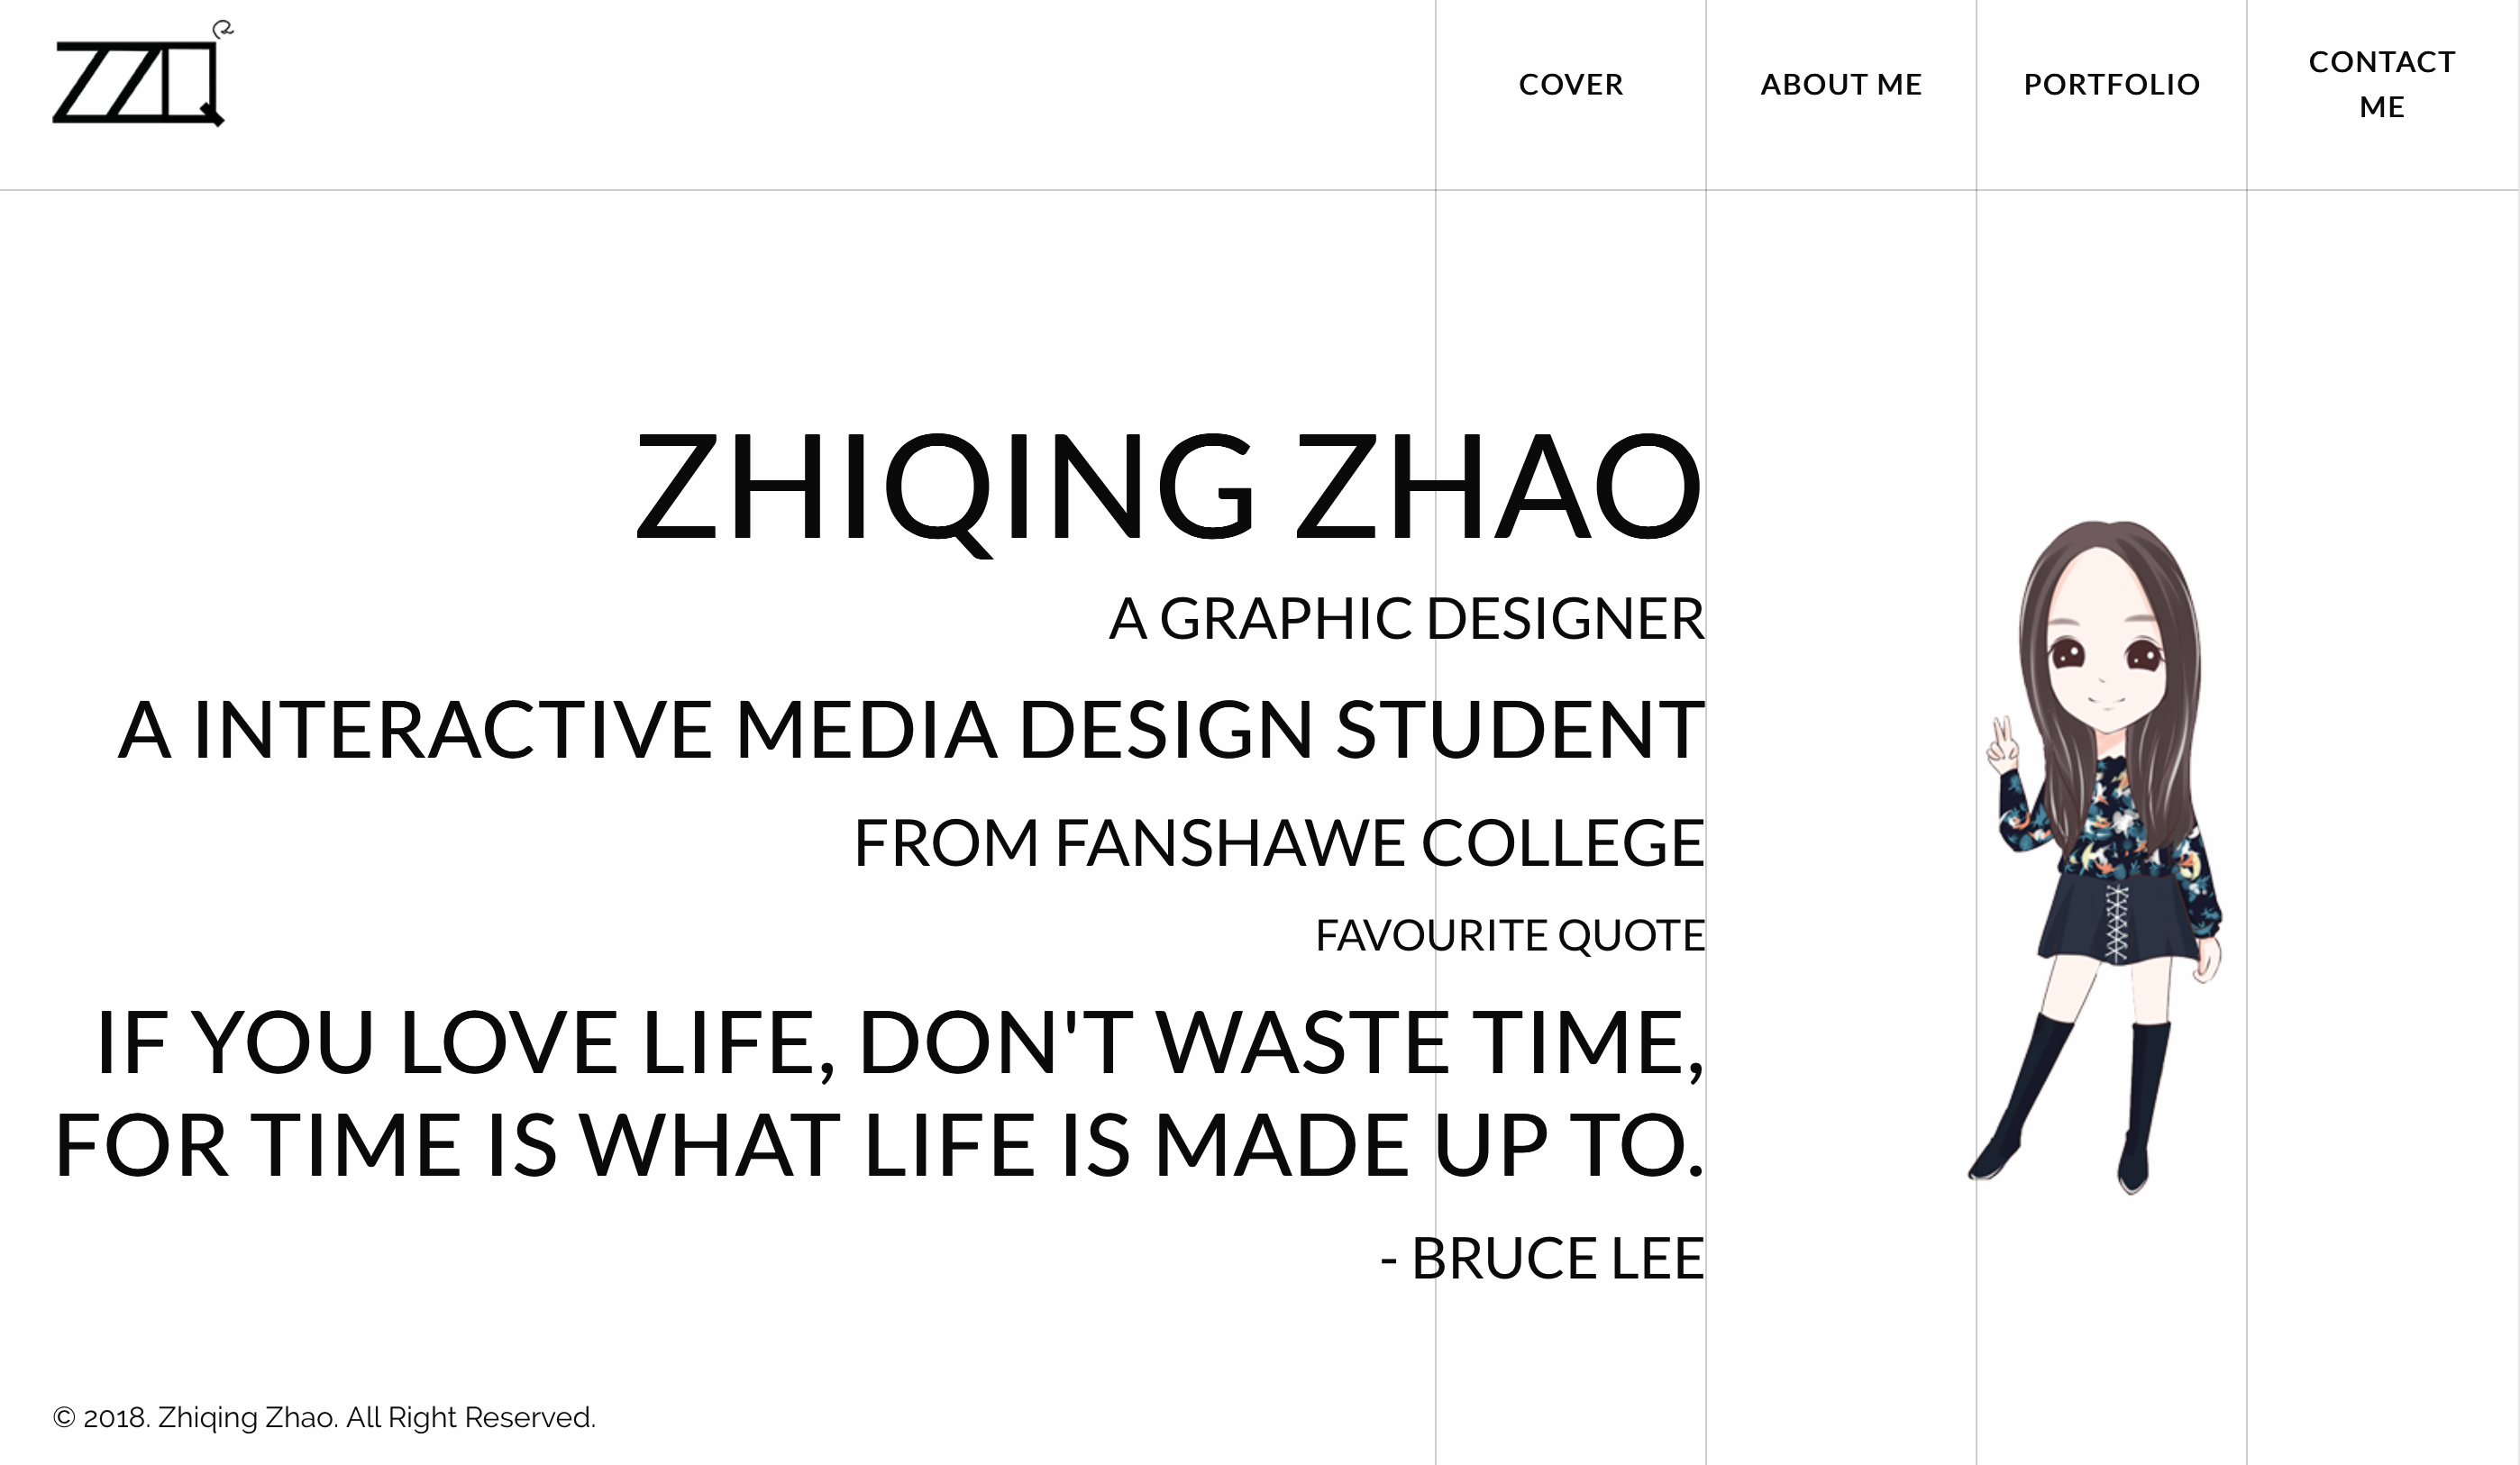 ZZQ
COVER
ABOUT ME
PORTFOLIO
CONTACT
ME
ZHIQING ZHAO
A GRAPHIC DESIGNER
A INTERACTIVE MEDIA DESIGN STUDENT
FROM FANSHAWE COLLEGE
FAVOURITE QUOTE
IF YOU LOVE LIFE, DON'T WASTE TIME,
FOR TIME IS WHAT LIFE IS MADE UP TO.
- BRUCE LEE
© 2018. Zhiqing Zhao. All Right Reserved.